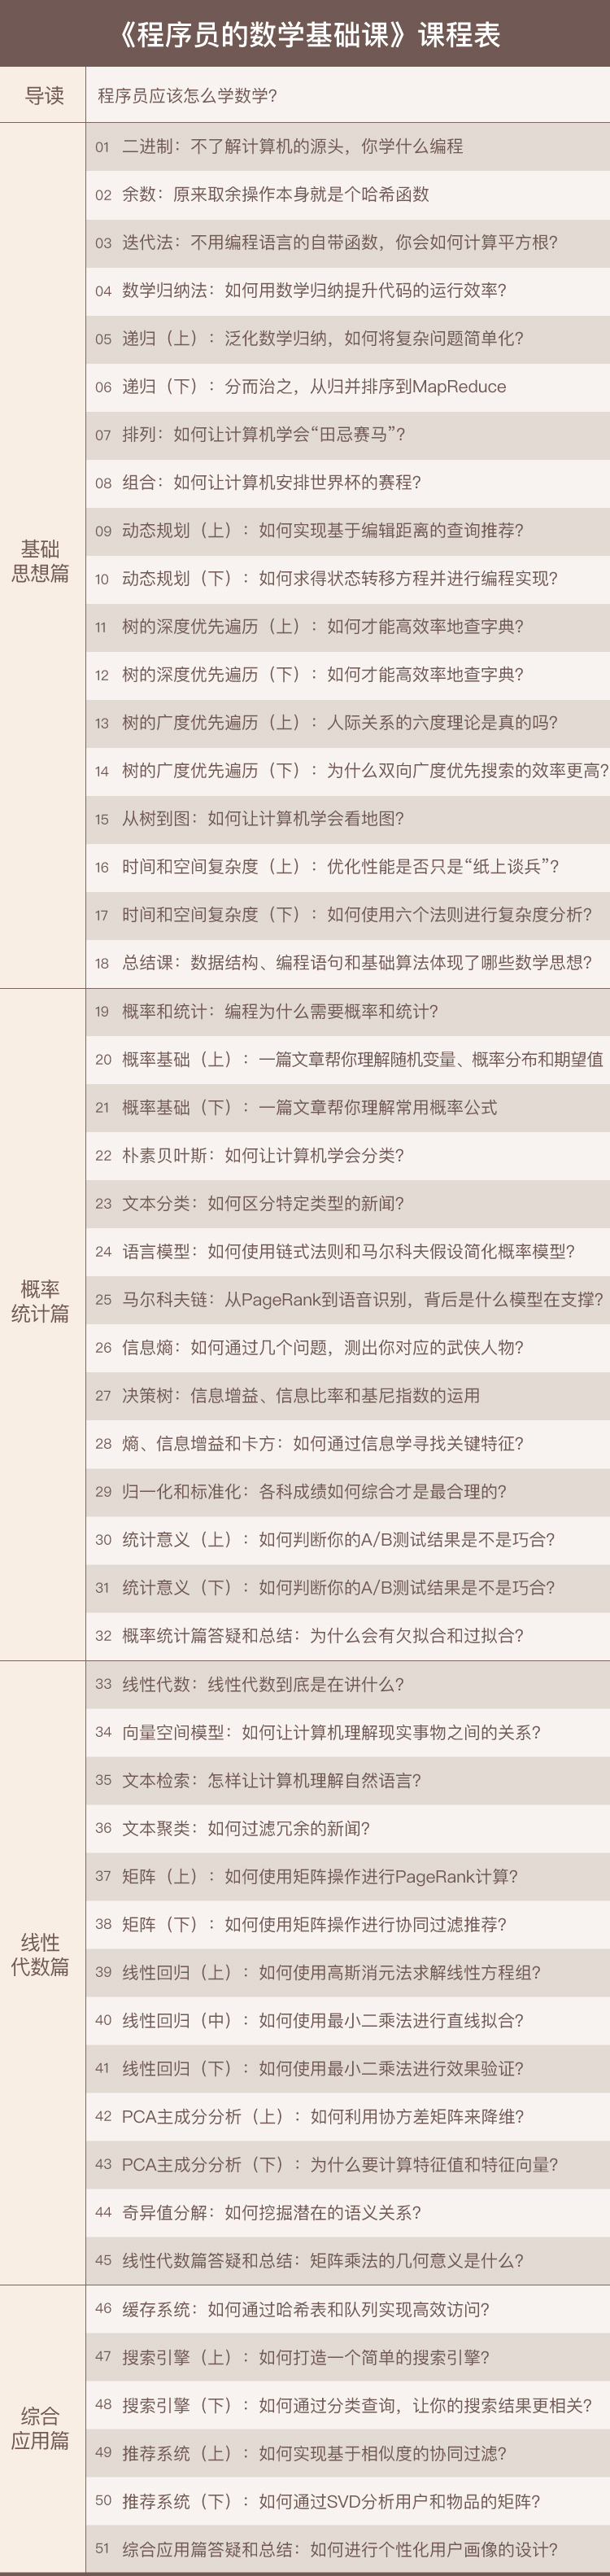 《程序员的数学基础课》课程表
导读
程序员应该怎么学数学?
基础
思想篇
01 二进制：不了解计算机的源头，你学什么编程
02 余数：原来取余操作本身就是个哈希函数
03 迭代法：不用编程语言的自带函数，你会如何计算平方根?
04 数学归纳法：如何用数学归纳提升代码的运行效率?
05 递归（上）：泛化数学归纳，如何将复杂问题简单化?
06 递归（下）：分而治之，从归并排序到MapReduce
07 排列：如何让计算机学会“田忌赛马”?
08 组合：如何让计算机安排世界杯的赛程?
09 动态规划（上）：如何实现基于编辑距离的查询推荐?
10 动态规划（下）：如何求得状态转移方程并进行编程实现?
11 树的深度优先遍历（上）：如何才能高效率地查字典?
12 树的深度优先遍历（下）：如何才能高效率地查字典?
13 树的广度优先遍历（上）：人际关系的六度理论是真的吗?
14 树的广度优先遍历（下）：为什么双向广度优先搜索的效率更高?
15 从树到图：如何让计算机学会看地图?
16 时间和空间复杂度（上）：优化性能是否只是“纸上谈兵”?
17 时间和空间复杂度（下）：如何使用六个法则进行复杂度分析?
18 总结课：数据结构、编程语句和基础算法体现了哪些数学思想?
概率
统计篇
19 概率和统计：编程为什么需要概率和统计?
20 概率基础（上）：一篇文章帮你理解随机变量、概率分布和期望值
21 概率基础（下）：一篇文章帮你理解常用概率公式
22 朴素贝叶斯：如何让计算机学会分类?
23 文本分类：如何区分特定类型的新闻?
24 语言模型：如何使用链式法则和马尔科夫假设简化概率模型?
25 马尔科夫链：从PageRank到语音识别，背后是什么模型在支撑?
26 信息熵：如何通过几个问题，测出你对应的武侠人物?
27 决策树：信息增益、信息比率和基尼指数的运用
28 熵、信息增益和卡方：如何通过信息学寻找关键特征?
29 归一化和标准化：各科成绩如何综合才是最合理的?
30 统计意义（上）：如何判断你的A/B测试结果是不是巧合?
31 统计意义（下）：如何判断你的A/B测试结果是不是巧合?
32 概率统计篇答疑和总结：为什么会有欠拟合和过拟合?
线性
代数篇
33 线性代数：线性代数到底是在讲什么?
34 向量空间模型：如何让计算机理解现实事物之间的关系?
35 文本检索：怎样让计算机理解自然语言?
36 文本聚类：如何过滤冗余的新闻?
37 矩阵（上）：如何使用矩阵操作进行PageRank计算?
38 矩阵（下）：如何使用矩阵操作进行协同过滤推荐?
39 线性回归（上）：如何使用高斯消元法求解线性方程组?
40 线性回归（中）：如何使用最小二乘法进行直线拟合?
41 线性回归（下）：如何使用最小二乘法进行效果验证?
42 PCA主成分分析（上）：如何利用协方差矩阵来降维?
43 PCA主成分分析（下）：为什么要计算特征值和特征向量?
44 奇异值分解：如何挖掘潜在的语义关系?
45 线性代数篇答疑和总结：矩阵乘法的几何意义是什么?
综合
应用篇
46 缓存系统：如何通过哈希表和队列实现高效访问?
47 搜索引擎（上）：如何打造一个简单的搜索引擎?
48 搜索引擎（下）：如何通过分类查询，让你的搜索结果更相关?
49 推荐系统（上）：如何实现基于相似度的协同过滤?
50 推荐系统（下）：如何通过SVD分析用户和物品的矩阵?
51 综合应用篇答疑和总结：如何进行个性化用户画像的设计?